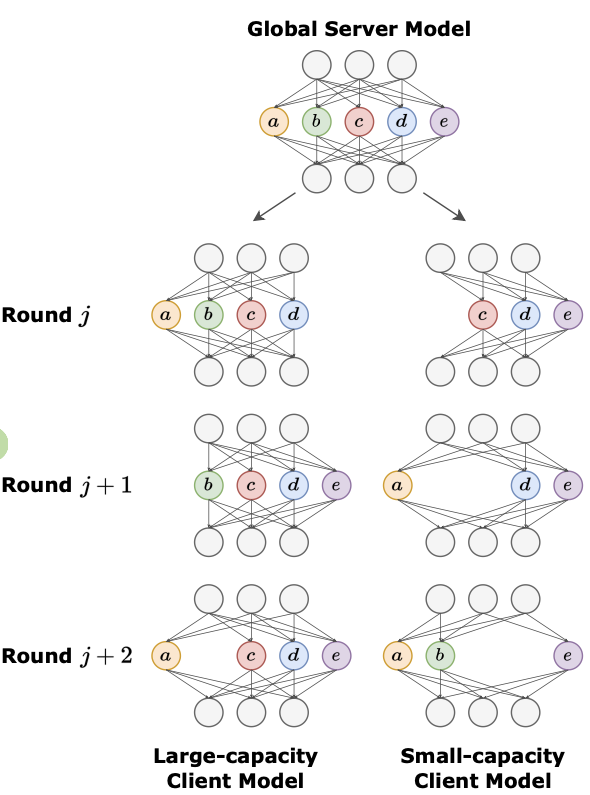 Global Server Model
a b c d e
Round j
a b c d
c d e
Round j + 1
b c d e
a d e
Round j + 2
a c d e
a b e
Large-capacity
Client Model
Small-capacity
Client Model